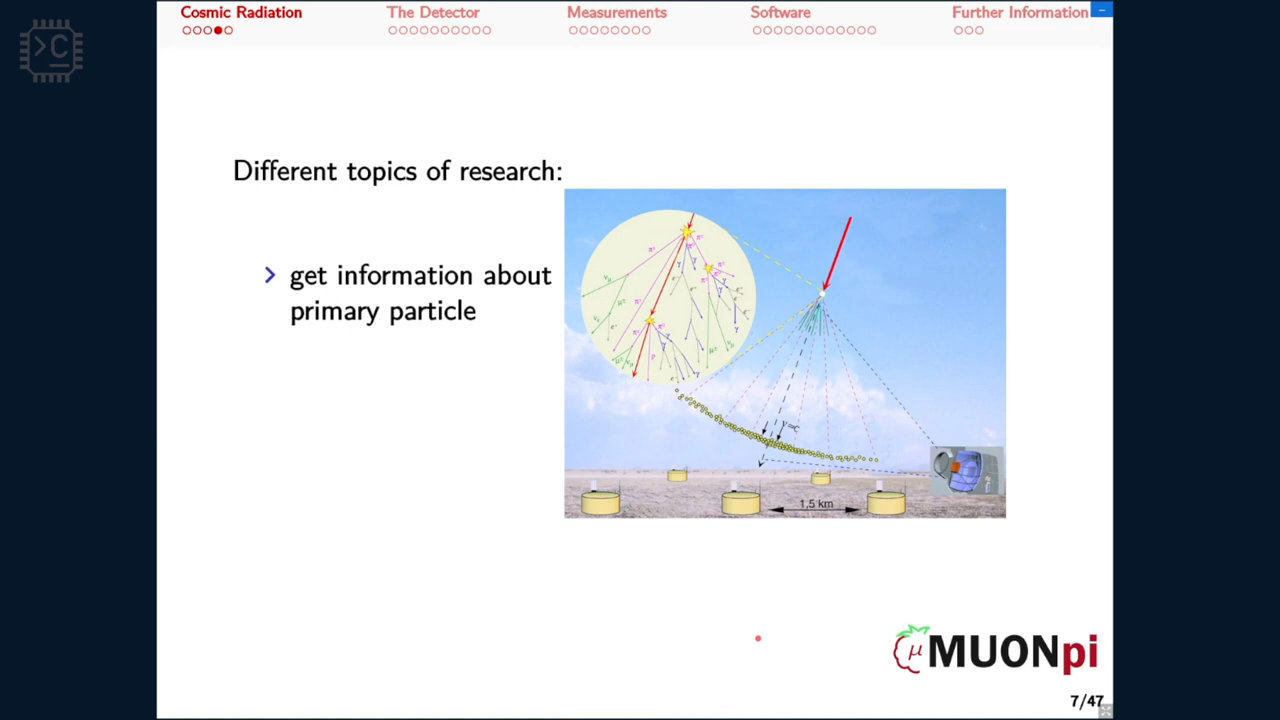 Cosmic Radiation
The Detector
Measurements
Software
Further Information
>C_
Different topics of research:
get information about
primary particle
v≈c
1,5 km
μ MUONpi
7/47